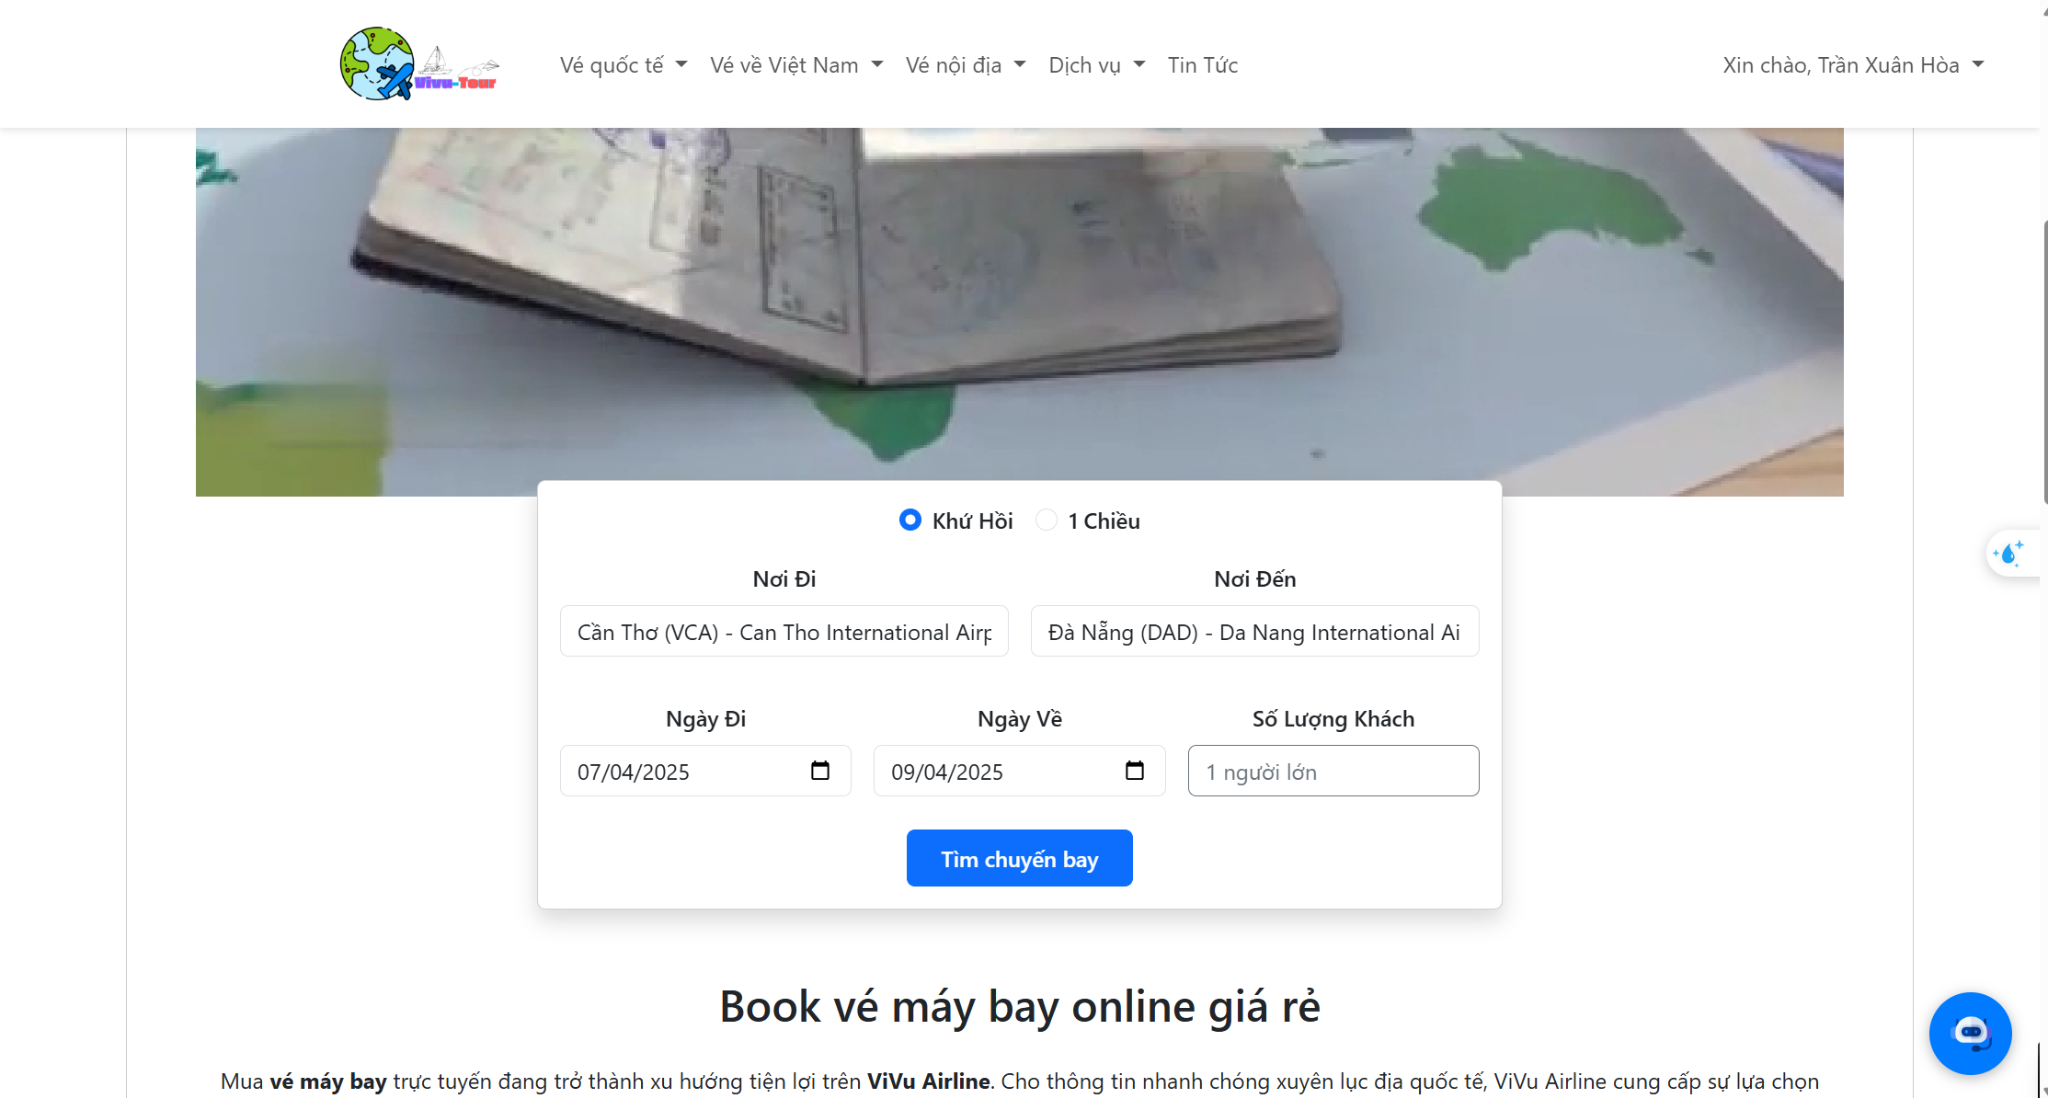 Vivu-Tour
Vé quốc tế Vé về Việt Nam Vé nội địa Dịch vụ Tin Tức Xin chào, Trần Xuân Hòa
Khứ Hồi 1 Chiều
Nơi Đi Nơi Đến
Cần Thơ (VCA) - Can Tho International Airp Đà Nẵng (DAD) - Da Nang International Ai
Ngày Đi Ngày Về Số Lượng Khách
07/04/2025 09/04/2025 1 người lớn
Tìm chuyến bay
Book vé máy bay online giá rẻ
Mua vé máy bay trực tuyến đang trở thành xu hướng tiện lợi trên ViVu Airline. Cho thông tin nhanh chóng xuyên lục địa quốc tế, ViVu Airline cung cấp sự lựa chọn